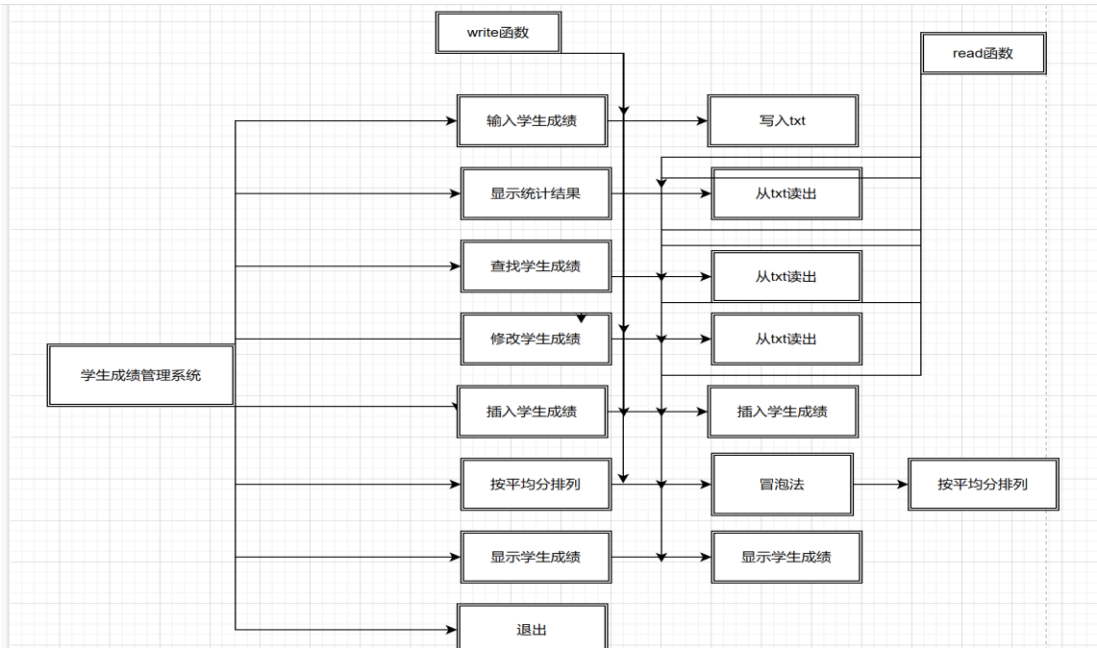 write函数
read函数
输入学生成绩
写入txt
显示统计结果
从txt读出
查找学生成绩
从txt读出
修改学生成绩
从txt读出
学生成绩管理系统
插入学生成绩
插入学生成绩
按平均分排列
冒泡法
按平均分排列
显示学生成绩
显示学生成绩
退出